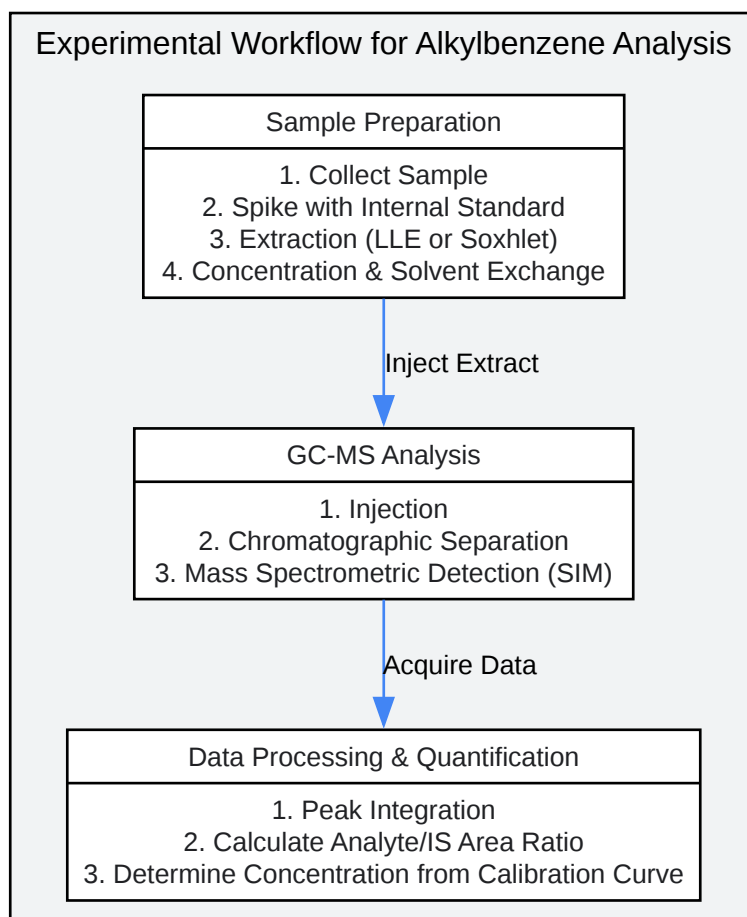 Experimental Workflow for Alkylbenzene Analysis
Sample Preparation
1. Collect Sample
2. Spike with Internal Standard
3. Extraction (LLE or Soxhlet)
4. Concentration & Solvent Exchange
Inject Extract
GC-MS Analysis
1. Injection
2. Chromatographic Separation
3. Mass Spectrometric Detection (SIM)
Acquire Data
Data Processing & Quantification
1. Peak Integration
2. Calculate Analyte/IS Area Ratio
3. Determine Concentration from Calibration Curve